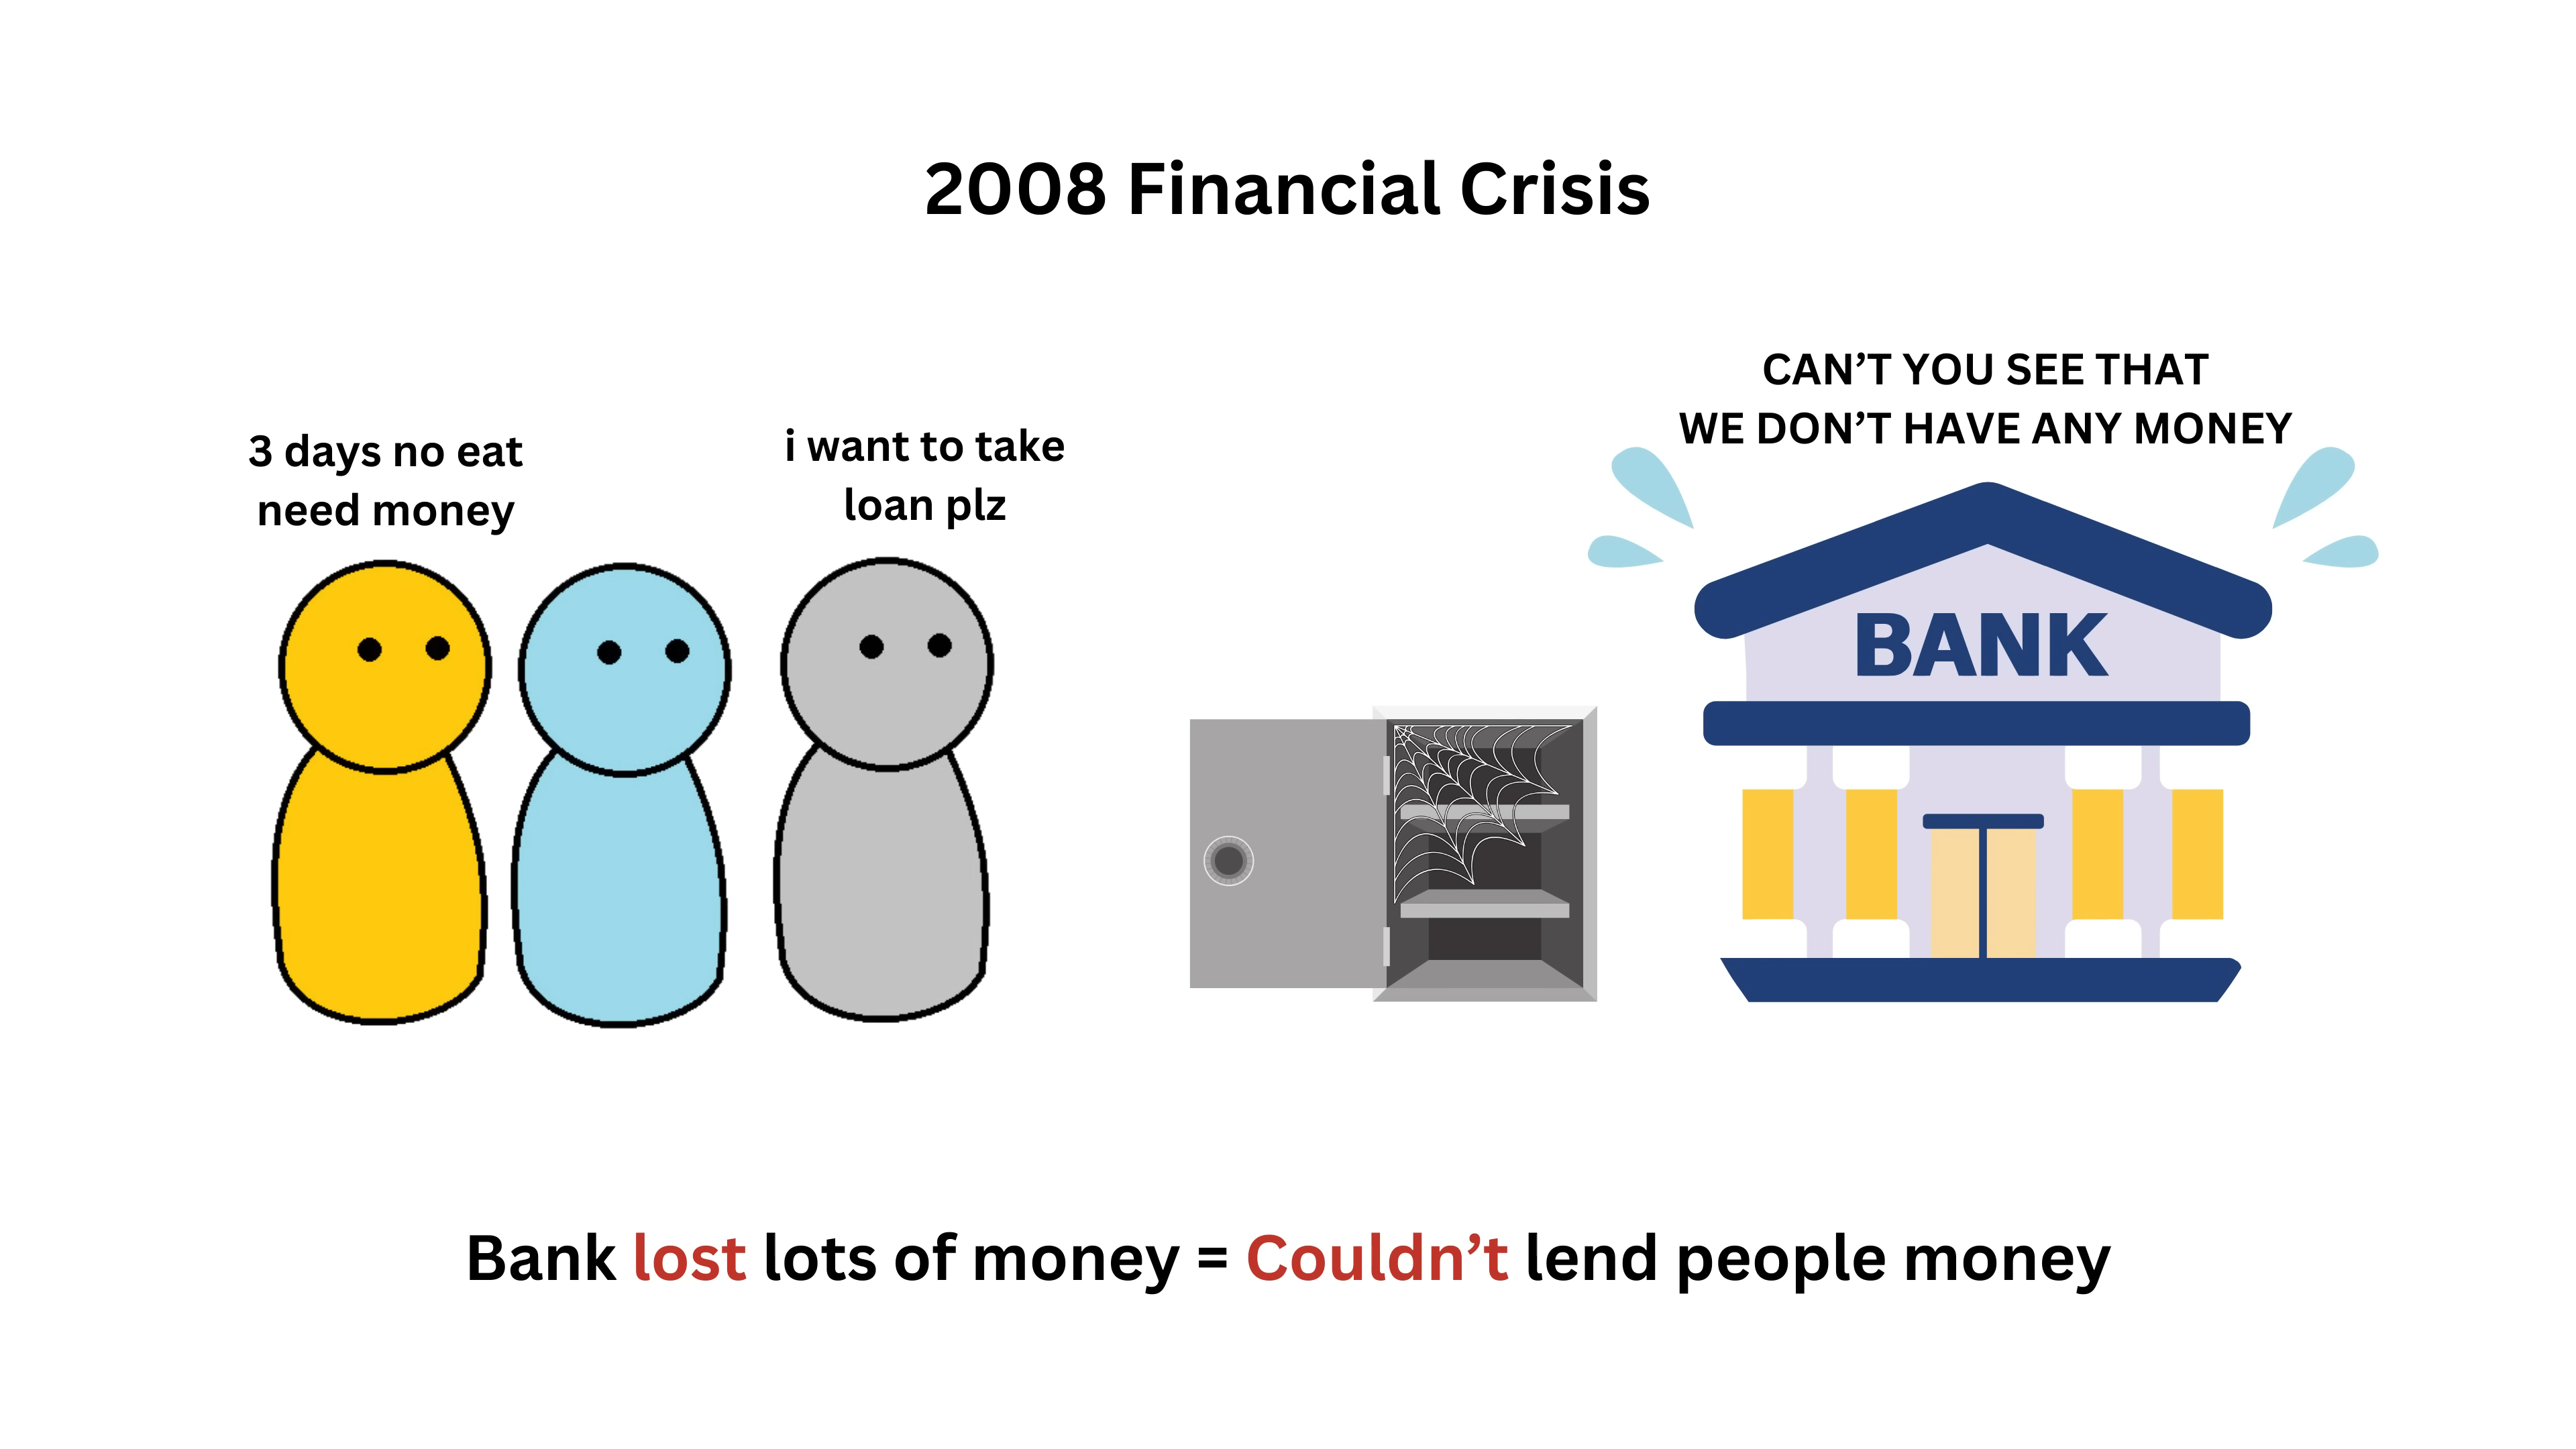 2008 Financial Crisis
3 days no eat
need money
i want to take
loan plz
CAN’T YOU SEE THAT
WE DON’T HAVE ANY MONEY
BANK
Bank lost lots of money = Couldn’t lend people money